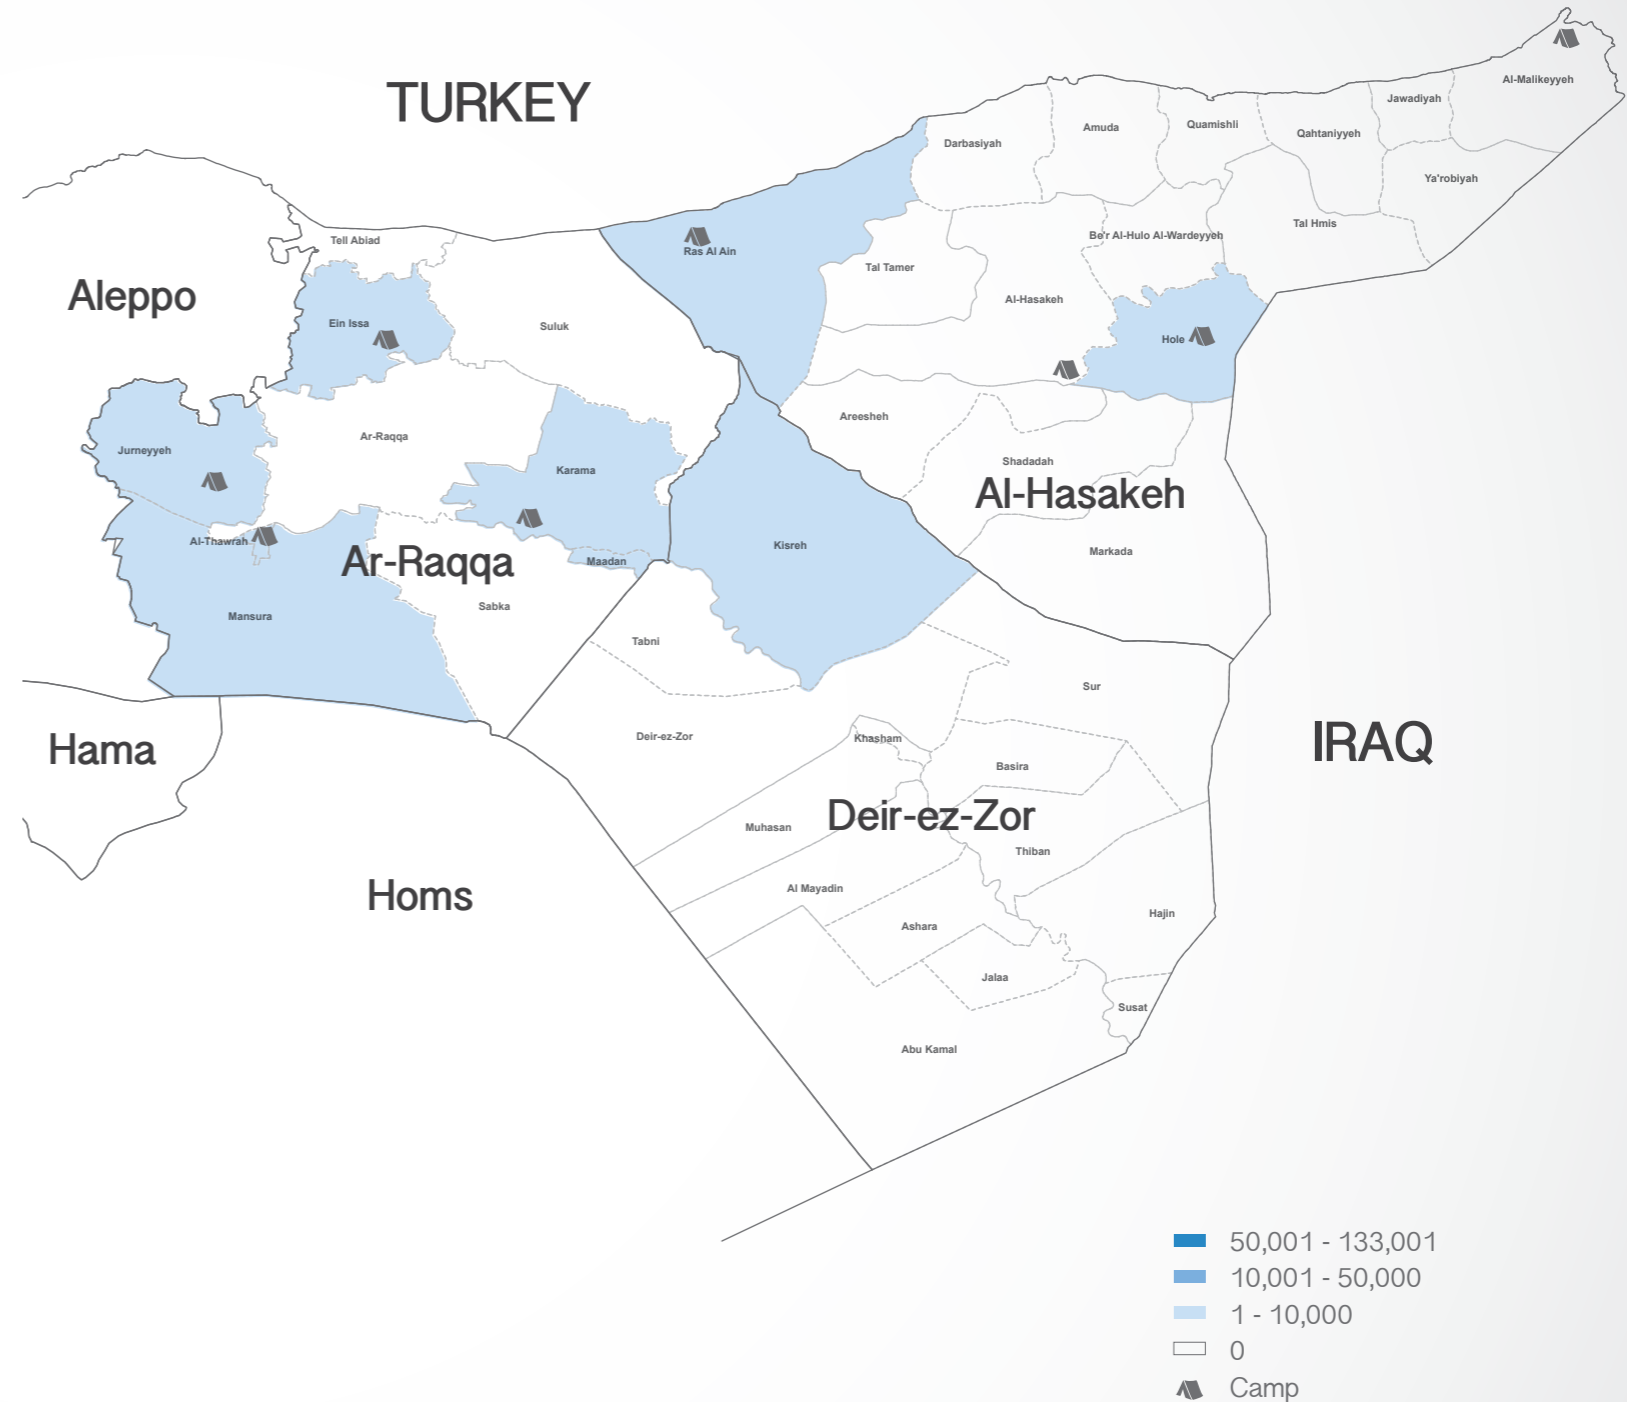 TURKEY
Al-Malikeyyeh
Jawadiyah
Quamishli
Amuda
Qahtaniyyeh
Darbasiyah
Ya'robiyah
Tal Hmis
Be'r Al-Hulo Al-Wardeyyeh
Tell Abiad
Ras Al Ain
Tal Tamer
Aleppo
Al-Hasakeh
Ein Issa
Suluk
Hole
Areesheh
Ar-Raqqa
Jurneyyeh
Shadadah
Karama
Al-Hasakeh
Al-Thawrah
Kisreh
Markada
Ar-Raqqa
Maadan
Sabka
Mansura
Tabni
Sur
Deir-ez-Zor
Khasham
IRAQ
Hama
Basira
Deir-ez-Zor
Muhasan
Thiban
Al Mayadin
Homs
Hajin
Ashara
Jalaa
Susat
Abu Kamal
50,001 - 133,001
10,001 - 50,000
1 - 10,000
0
Camp